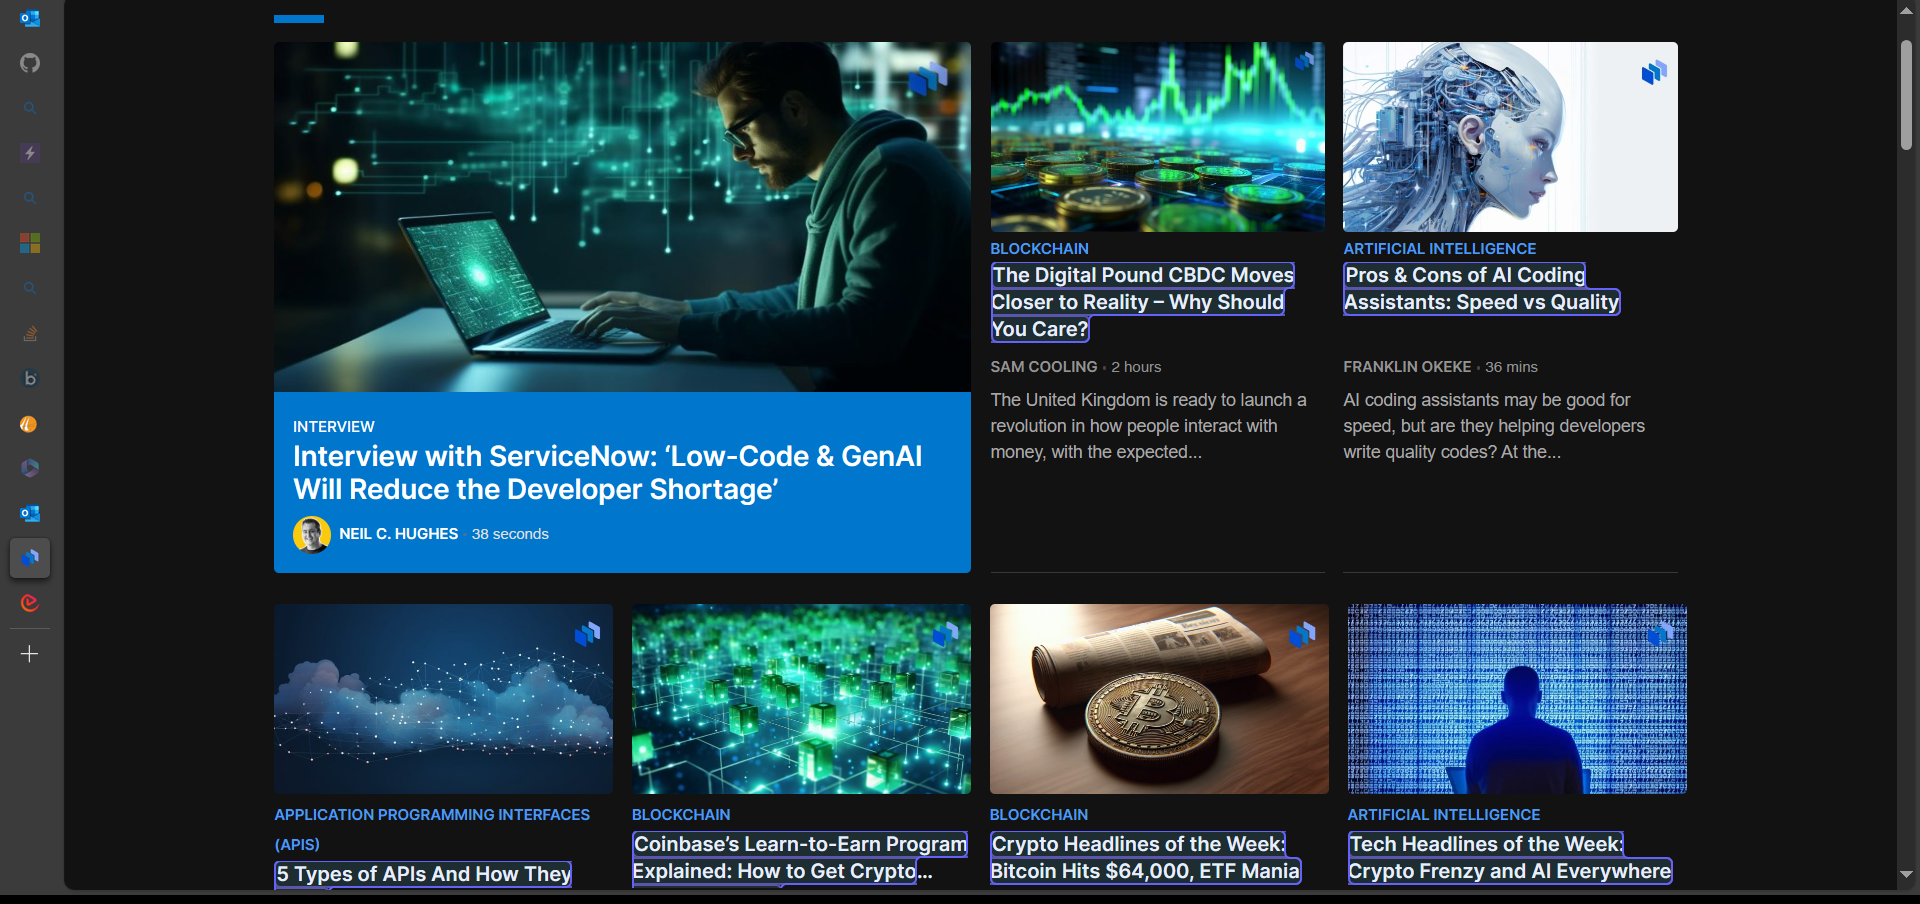 INTERVIEW
Interview with ServiceNow: ‘Low-Code & GenAI
Will Reduce the Developer Shortage’
NEIL C. HUGHES · 38 seconds
BLOCKCHAIN
The Digital Pound CBDC Moves
Closer to Reality – Why Should
You Care?
SAM COOLING • 2 hours
The United Kingdom is ready to launch a
revolution in how people interact with
money, with the expected...
ARTIFICIAL INTELLIGENCE
Pros & Cons of AI Coding
Assistants: Speed vs Quality
FRANKLIN OKEKE • 36 mins
AI coding assistants may be good for
speed, but are they helping developers
write quality codes? At the...
APPLICATION PROGRAMMING INTERFACES
(APIS)
5 Types of APIs And How They
BLOCKCHAIN
Coinbase’s Learn-to-Earn Program
Explained: How to Get Crypto...
BLOCKCHAIN
Crypto Headlines of the Week:
Bitcoin Hits $64,000, ETF Mania
ARTIFICIAL INTELLIGENCE
Tech Headlines of the Week:
Crypto Frenzy and AI Everywhere